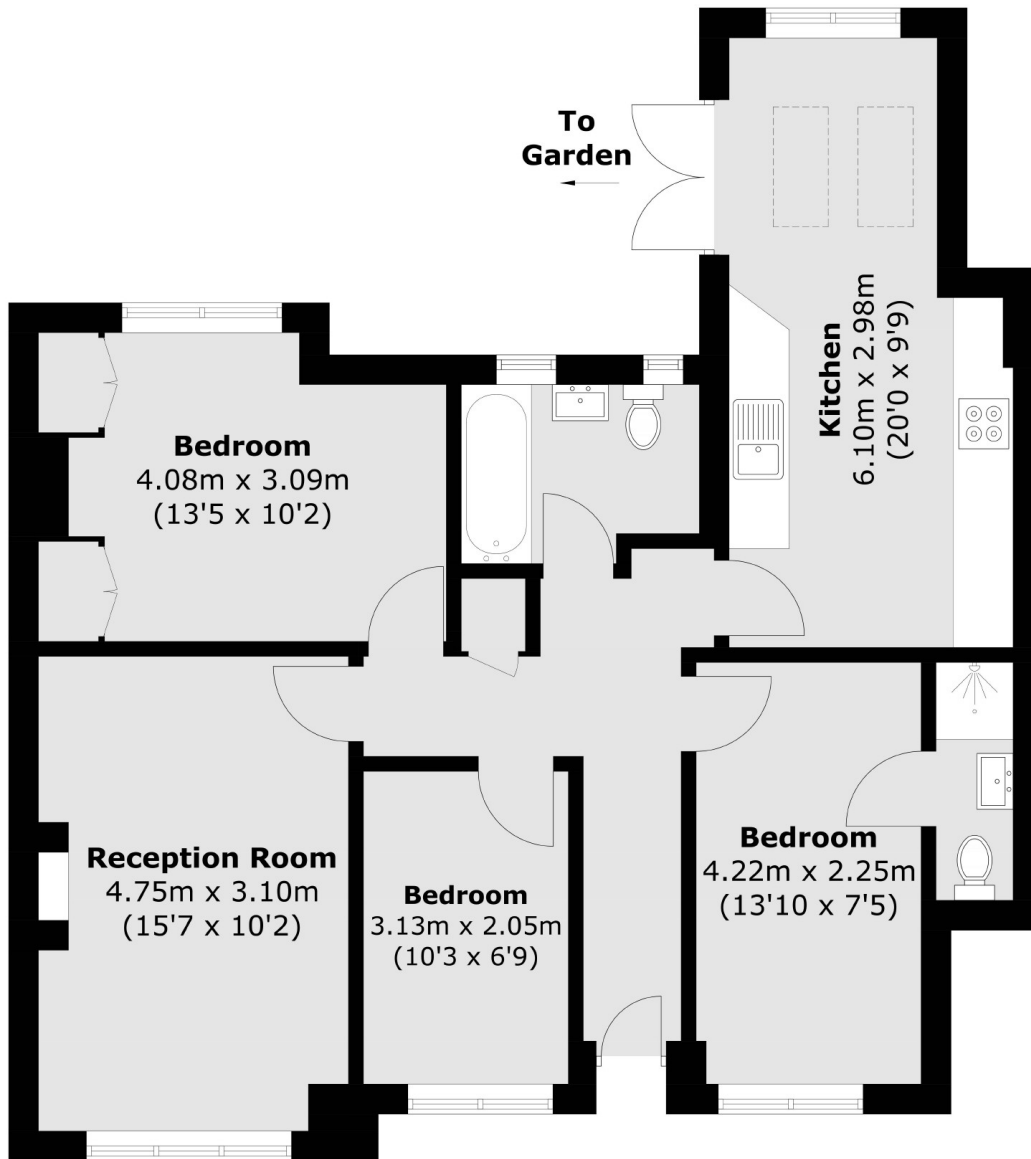 To
Garden
Kitchen
6.10m x 2.98m
(20'0 x 9'9)
Bedroom
4.08m x 3.09m
(13'5 x 10'2)
Reception Room
4.75m x 3.10m
(15'7 x 10'2)
Bedroom
3.13m x 2.05m
(10'3 x 6'9)
Bedroom
4.22m x 2.25m
(13'10 x 7'5)